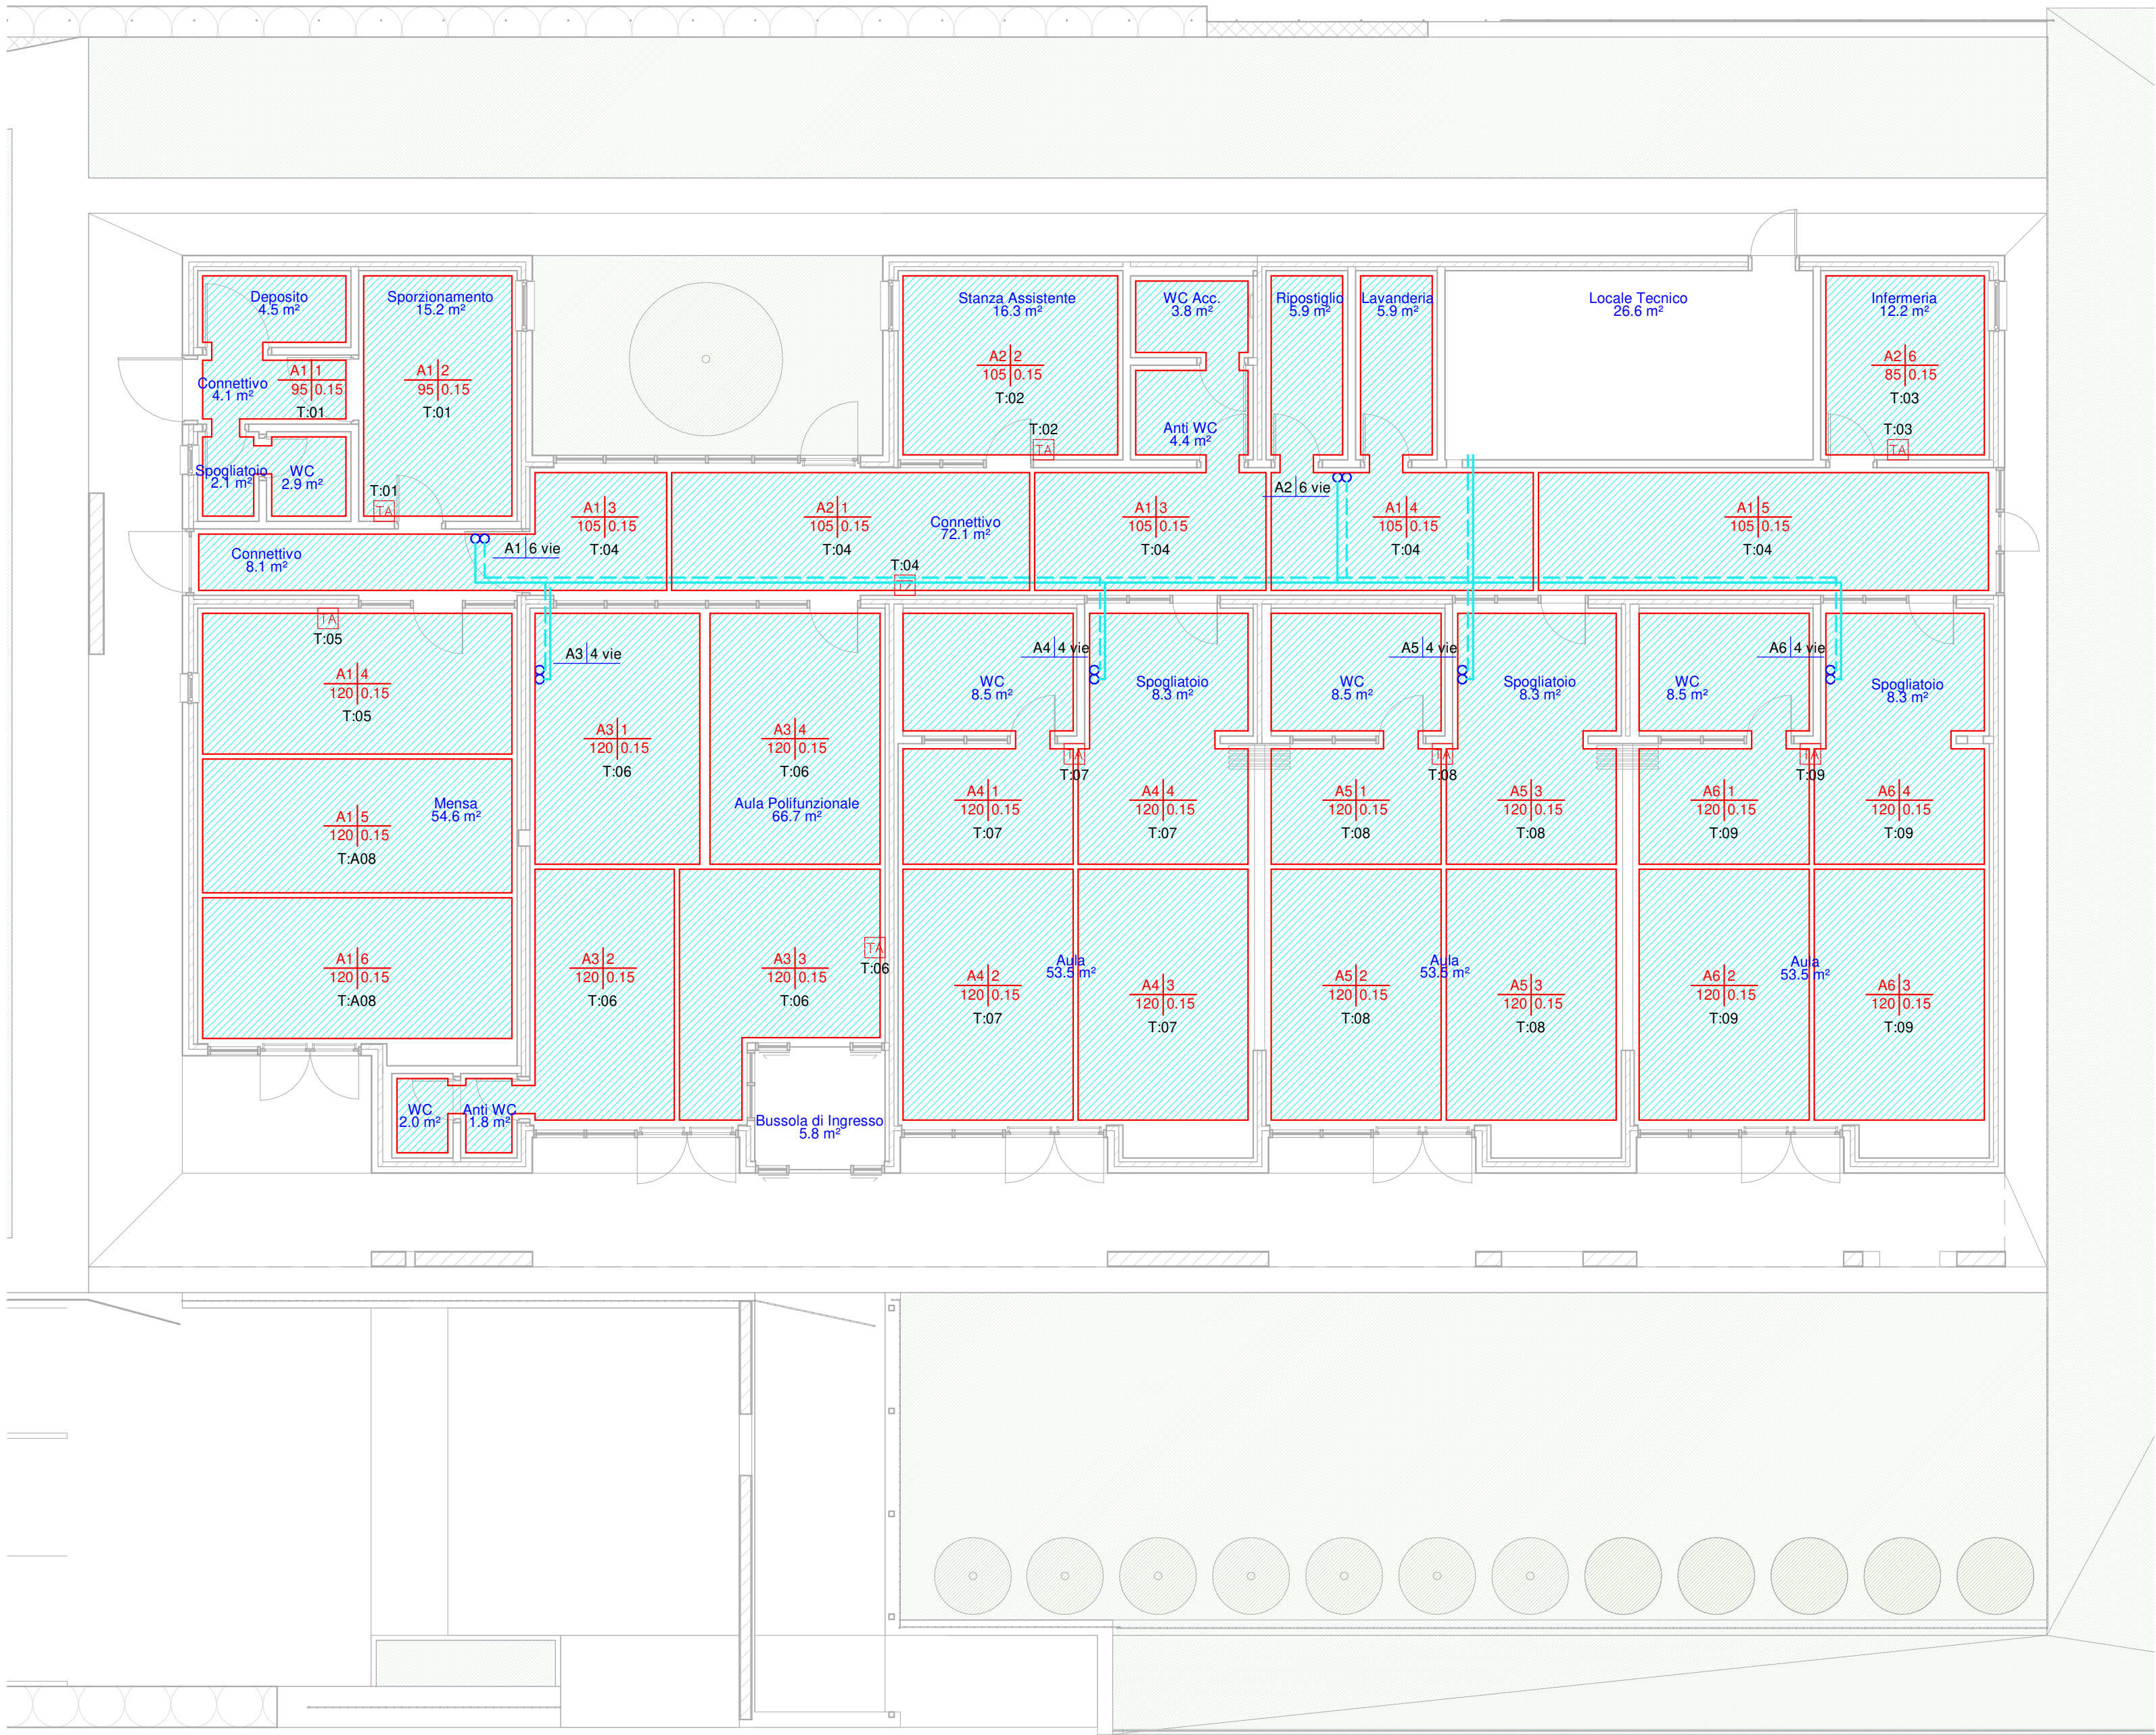 Deposito
4.5 m²
Sporzionamento
15.2 m²
Stanza Assistente
16.3 m²
WC Acc.
3.8 m²
Ripostiglio
5.9 m²
Lavanderia
5.9 m²
Locale Tecnico
26.6 m²
Infermeria
12.2 m²
Connettivo
4.1 m²
A1 1
95 0.15
T:01
A1 2
95 0.15
T:01
A2 2
105 0.15
T:02
A2 6
85 0.15
T:03
T:02
TA
Anti WC
4.4 m²
T:03
TA
Spogliatoio
2.1 m²
WC
2.9 m²
T:01
TA
A2 6 vie
A1 3
105 0.15
T:04
A2 1
105 0.15
T:04
Connettivo
72.1 m²
A1 3
105 0.15
T:04
A1 4
105 0.15
T:04
A1 5
105 0.15
T:04
Connettivo
8.1 m²
A1 6 vie
T:04
TZ
TA
T:05
A3 4 vie
A4 4 vie
A5 4 vie
A6 4 vie
A1 4
120 0.15
T:05
WC
8.5 m²
Spogliatoio
8.3 m²
WC
8.5 m²
Spogliatoio
8.3 m²
WC
8.5 m²
Spogliatoio
8.3 m²
A3 1
120 0.15
T:06
A3 4
120 0.15
T:06
TA
T:07
TA
T:08
TA
T:09
Mensa
54.6 m²
Aula Polifunzionale
66.7 m²
A1 5
120 0.15
T:A08
A4 1
120 0.15
T:07
A4 4
120 0.15
T:07
A5 1
120 0.15
T:08
A5 3
120 0.15
T:08
A6 1
120 0.15
T:09
A6 4
120 0.15
T:09
A1 6
120 0.15
T:A08
A3 2
120 0.15
T:06
A3 3
120 0.15
T:06
TA
T:06
Aula
53.5 m²
Aula
53.5 m²
Aula
53.5 m²
A4 2
120 0.15
T:07
A4 3
120 0.15
T:07
A5 2
120 0.15
T:08
A5 3
120 0.15
T:08
A6 2
120 0.15
T:09
A6 3
120 0.15
T:09
WC
2.0 m²
Anti WC
1.8 m²
Bussola di Ingresso
5.8 m²